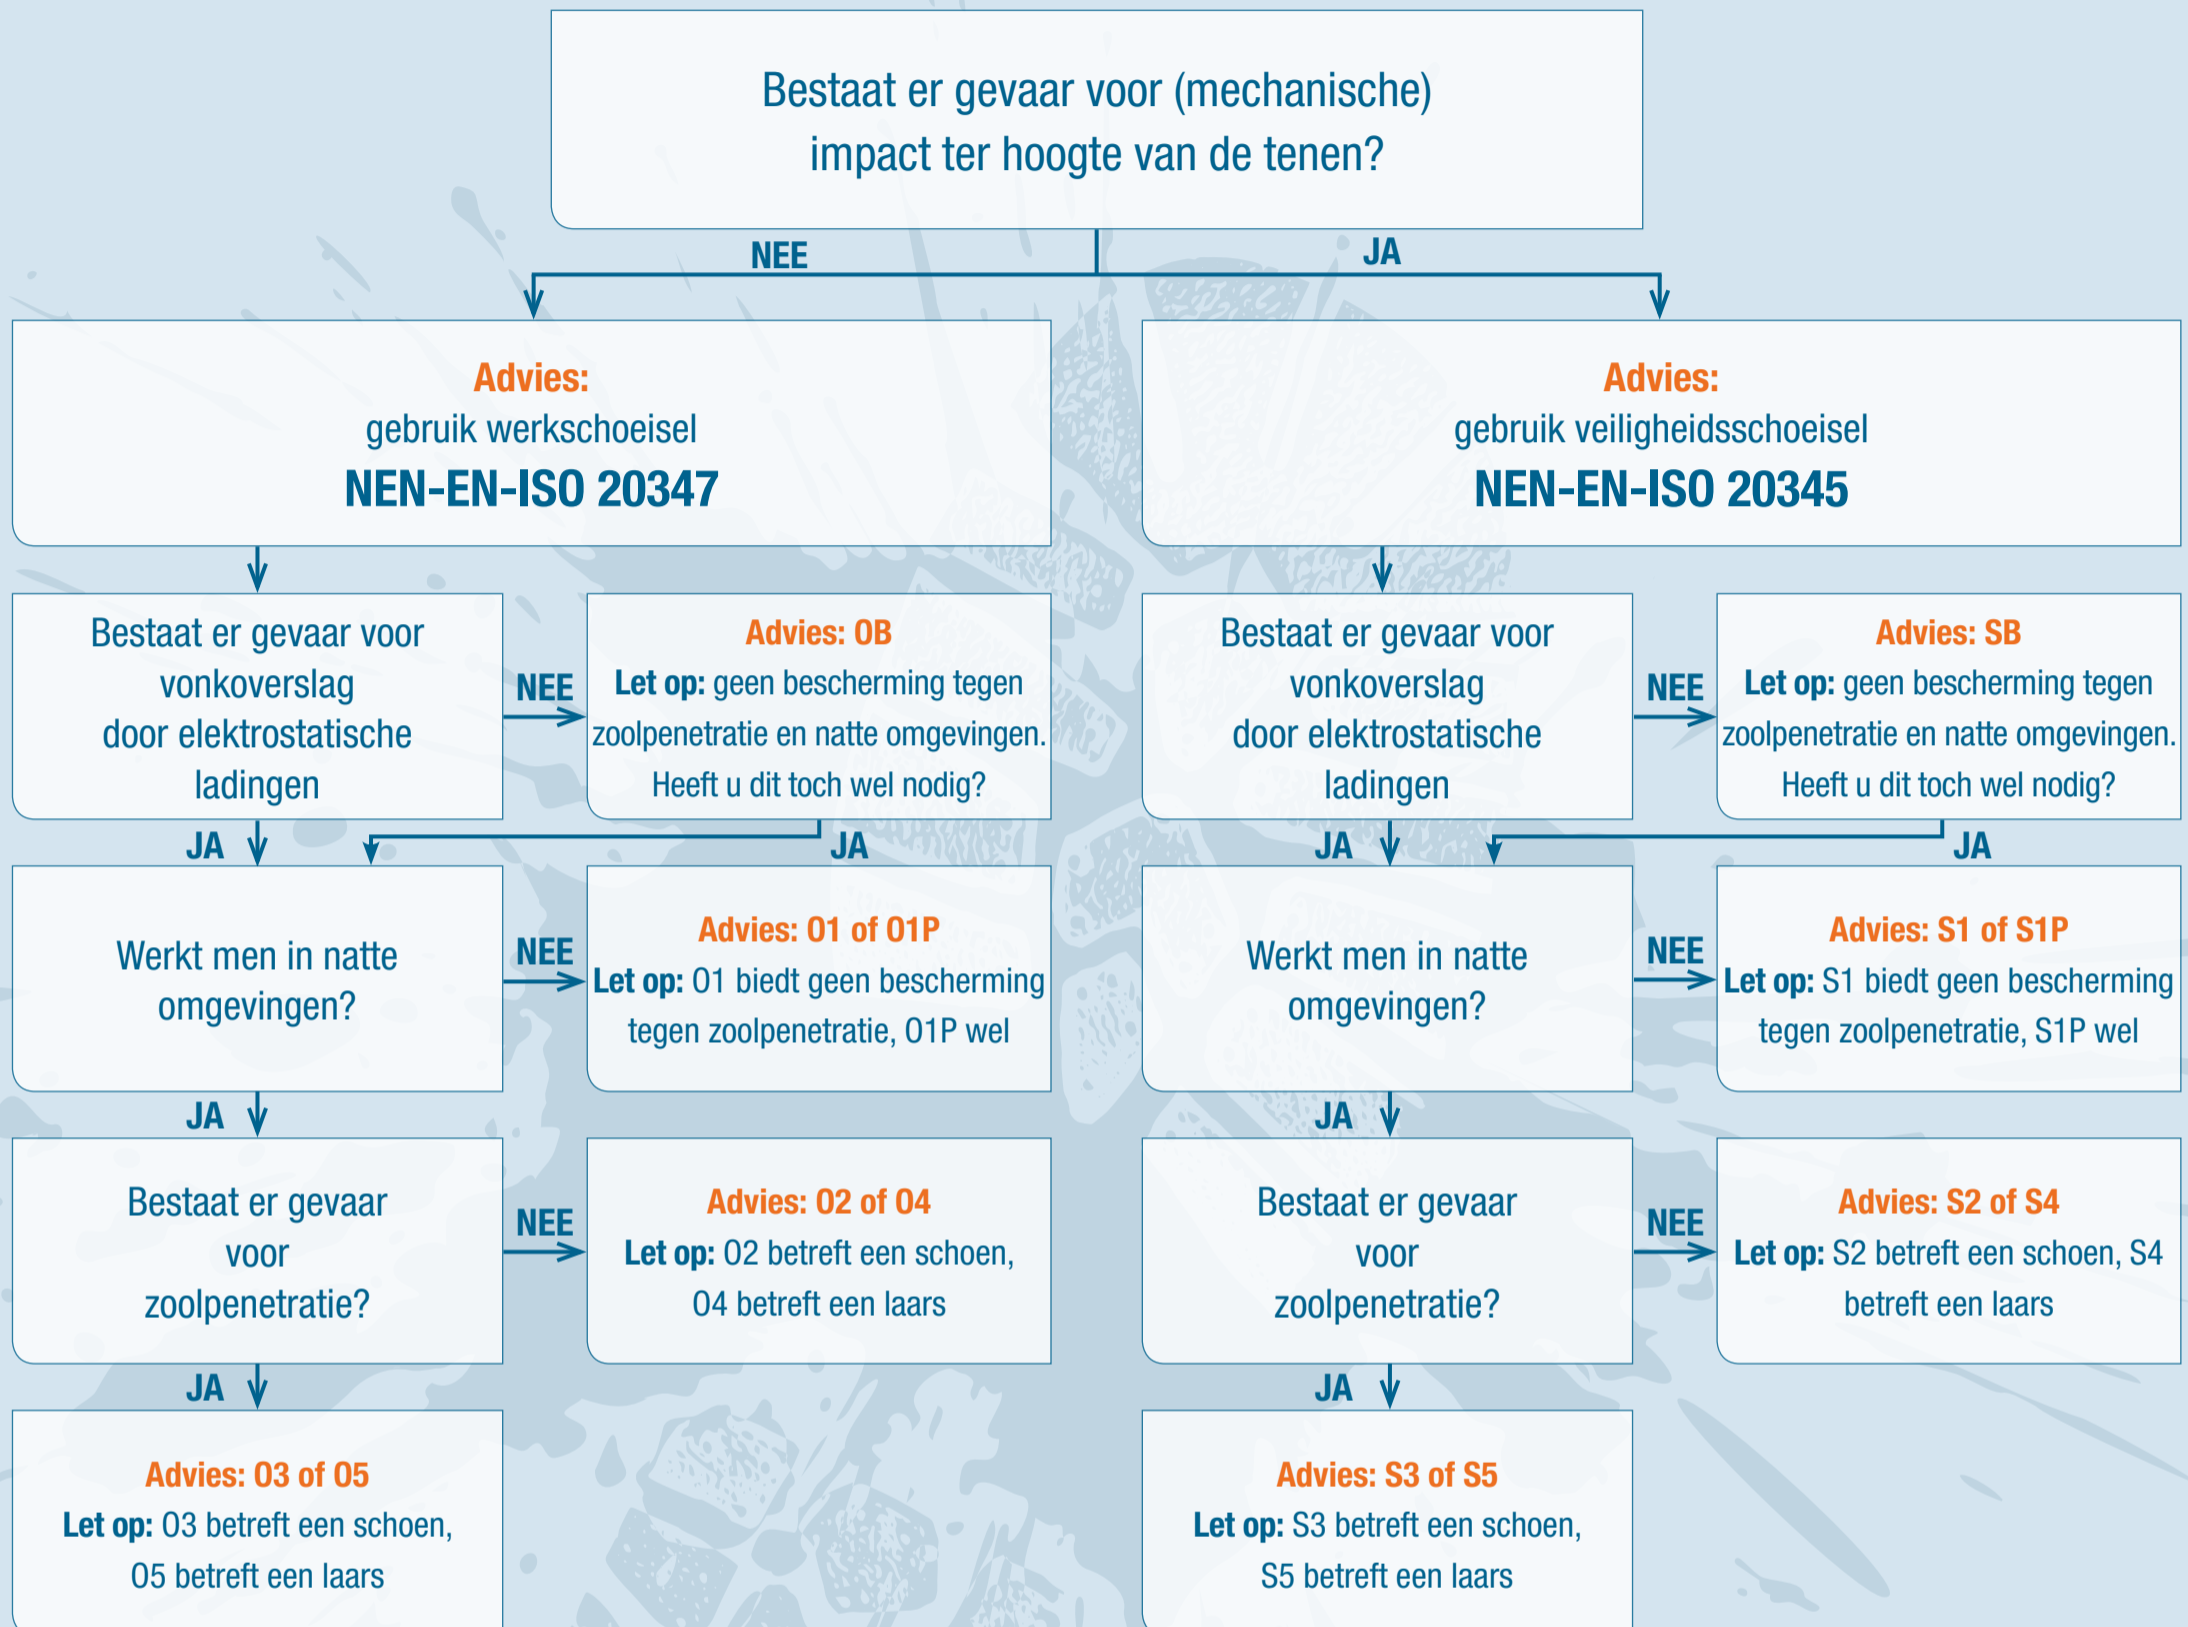 Bestaat er gevaar voor (mechanische)
impact ter hoogte van de tenen?
NEE
JA
Advies:
gebruik werkschoeisel
NEN-EN-ISO 20347
Advies:
gebruik veiligheidsschoeisel
NEN-EN-ISO 20345
Bestaat er gevaar voor
vonkoverslag
door elektrostatische
ladingen
NEE
Advies: OB
Let op: geen bescherming tegen
zoolpenetratie en natte omgevingen.
Heeft u dit toch wel nodig?
Bestaat er gevaar voor
vonkoverslag
door elektrostatische
ladingen
NEE
Advies: SB
Let op: geen bescherming tegen
zoolpenetratie en natte omgevingen.
Heeft u dit toch wel nodig?
JA
JA
JA
JA
Werkt men in natte
omgevingen?
NEE
Advies: O1 of O1P
Let op: O1 biedt geen bescherming
tegen zoolpenetratie, O1P wel
Werkt men in natte
omgevingen?
NEE
Advies: S1 of S1P
Let op: S1 biedt geen bescherming
tegen zoolpenetratie, S1P wel
JA
JA
Bestaat er gevaar
voor
zoolpenetratie?
NEE
Advies: O2 of O4
Let op: O2 betreft een schoen,
O4 betreft een laars
Bestaat er gevaar
voor
zoolpenetratie?
NEE
Advies: S2 of S4
Let op: S2 betreft een schoen, S4
betreft een laars
JA
JA
Advies: O3 of O5
Let op: O3 betreft een schoen,
O5 betreft een laars
Advies: S3 of S5
Let op: S3 betreft een schoen,
S5 betreft een laars